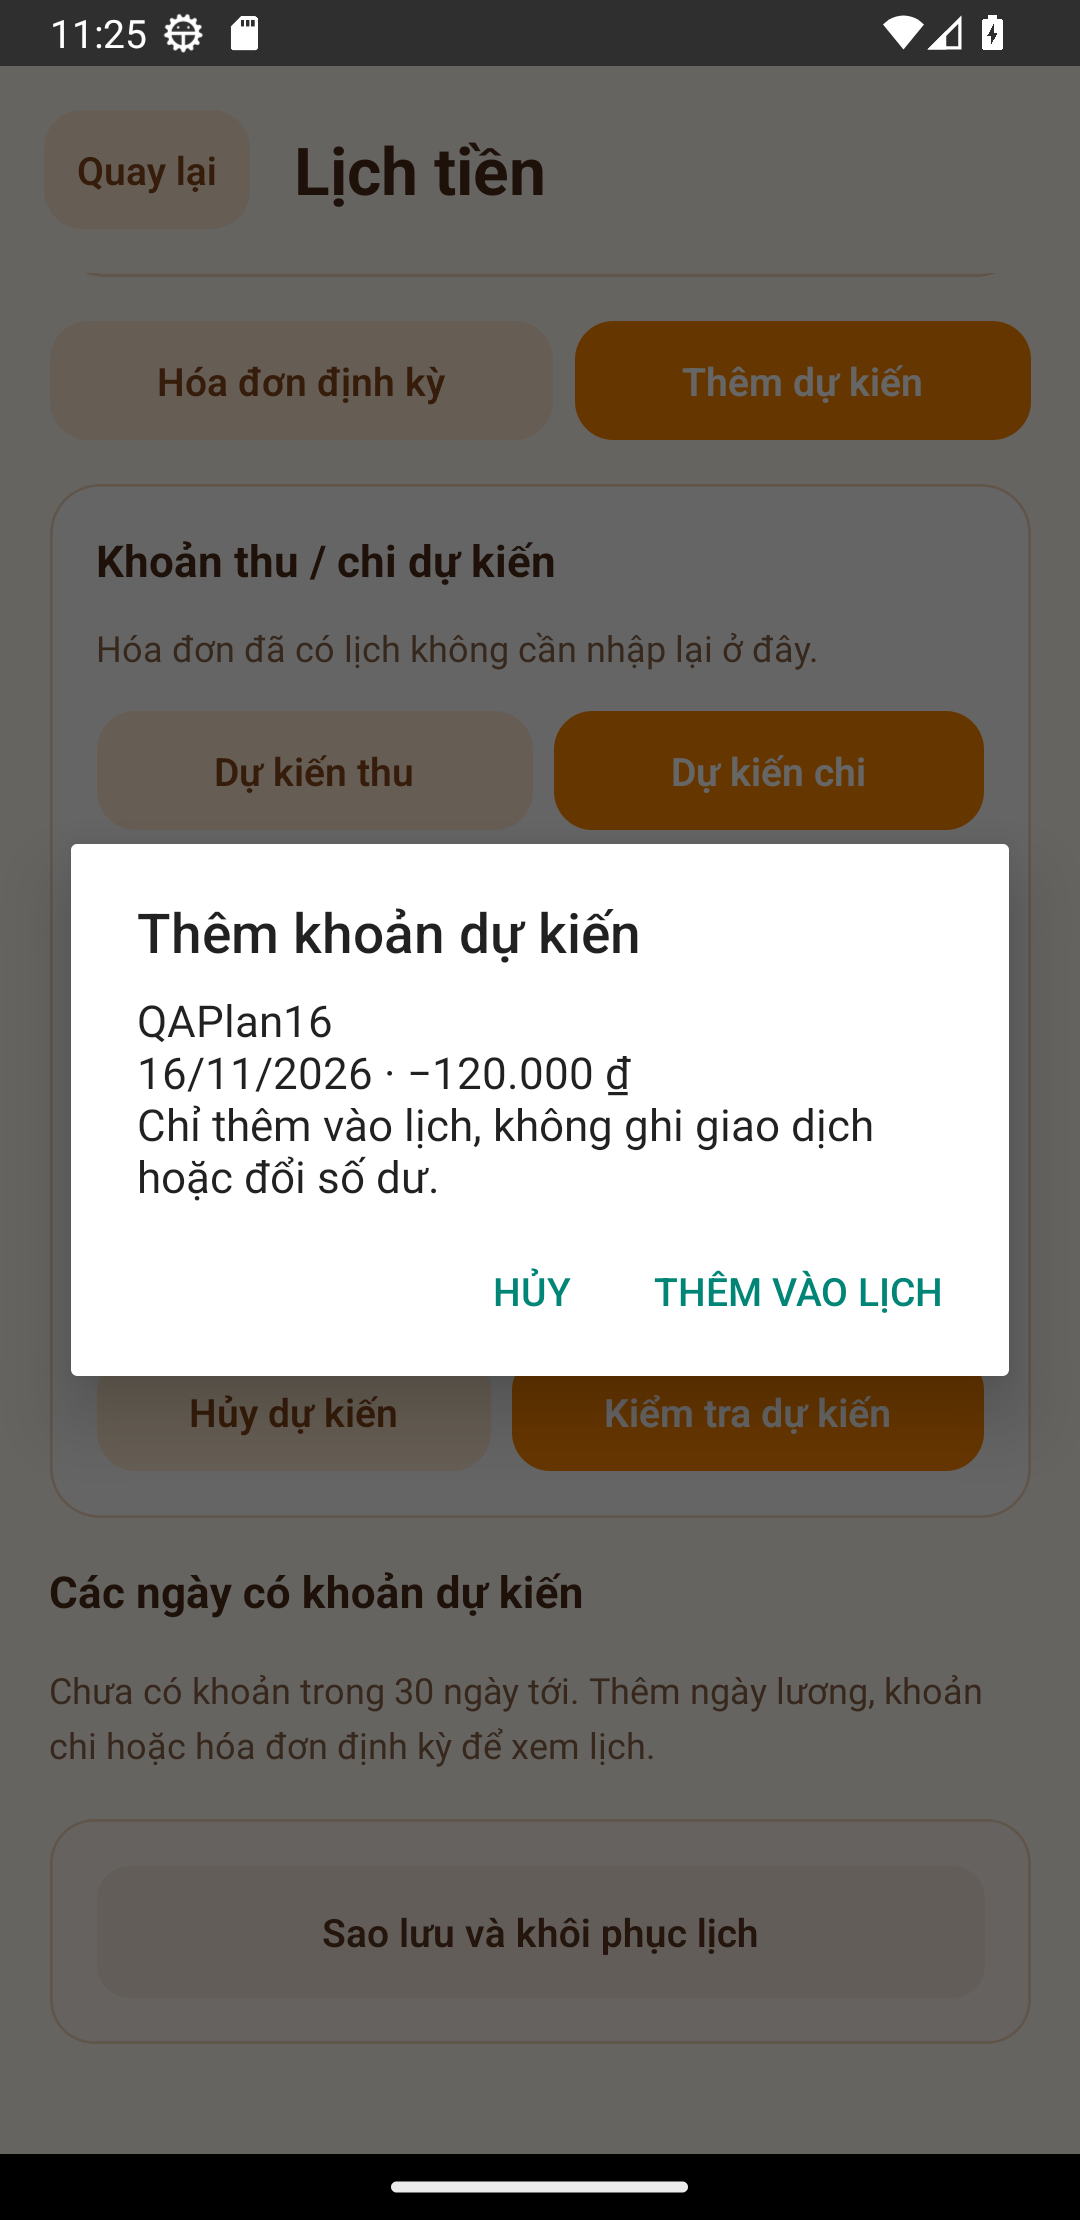 11:25
Quay lại
Lịch tiền
Hóa đơn định kỳ
Thêm dự kiến
Khoản thu / chi dự kiến
Hóa đơn đã có lịch không cần nhập lại ở đây.
Dự kiến thu
Dự kiến chi
Thêm khoản dự kiến
QAPlan16
16/11/2026 · −120.000 ₫
Chỉ thêm vào lịch, không ghi giao dịch
hoặc đổi số dư.
HỦY
THÊM VÀO LỊCH
Hủy dự kiến
Kiểm tra dự kiến
Các ngày có khoản dự kiến
Chưa có khoản trong 30 ngày tới. Thêm ngày lương, khoản
chi hoặc hóa đơn định kỳ để xem lịch.
Sao lưu và khôi phục lịch